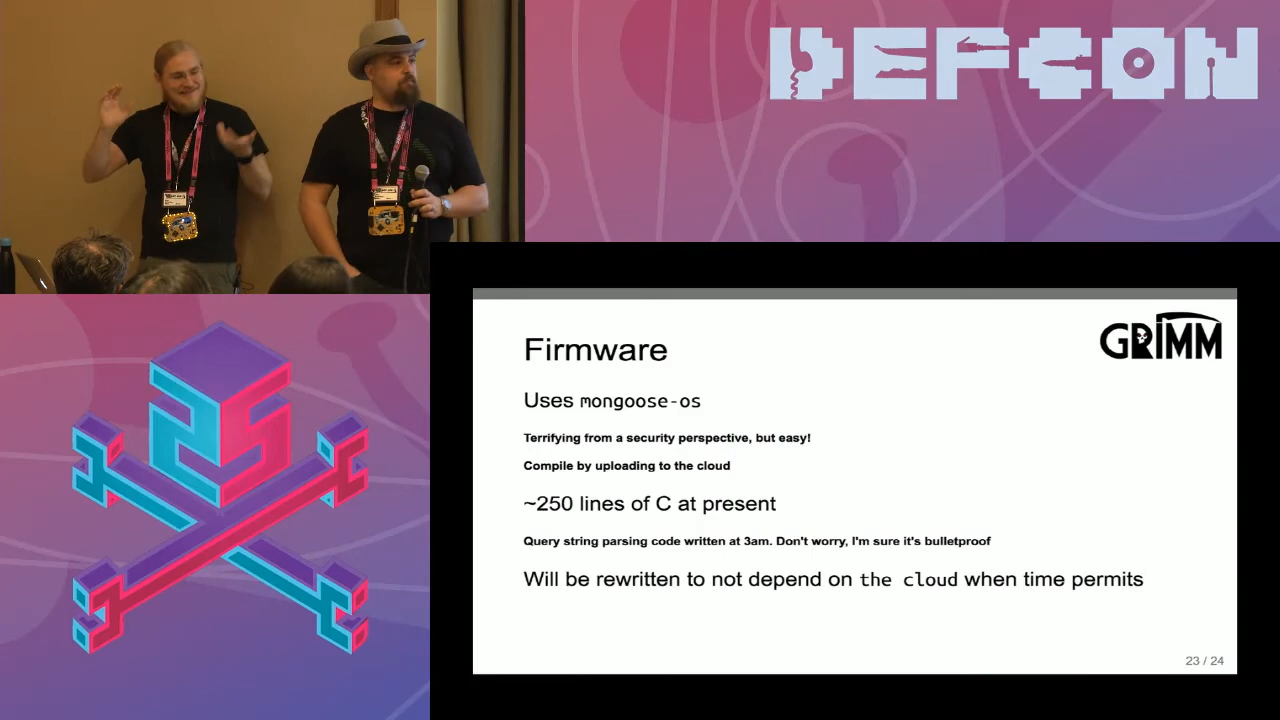 DEFCON
GRIMM
Firmware
Uses mongoose-os
Terrifying from a security perspective, but easy!
Compile by uploading to the cloud
~250 lines of C at present
Query string parsing code written at 3am. Don't worry, I'm sure it's bulletproof
Will be rewritten to not depend on the cloud when time permits
23 / 24